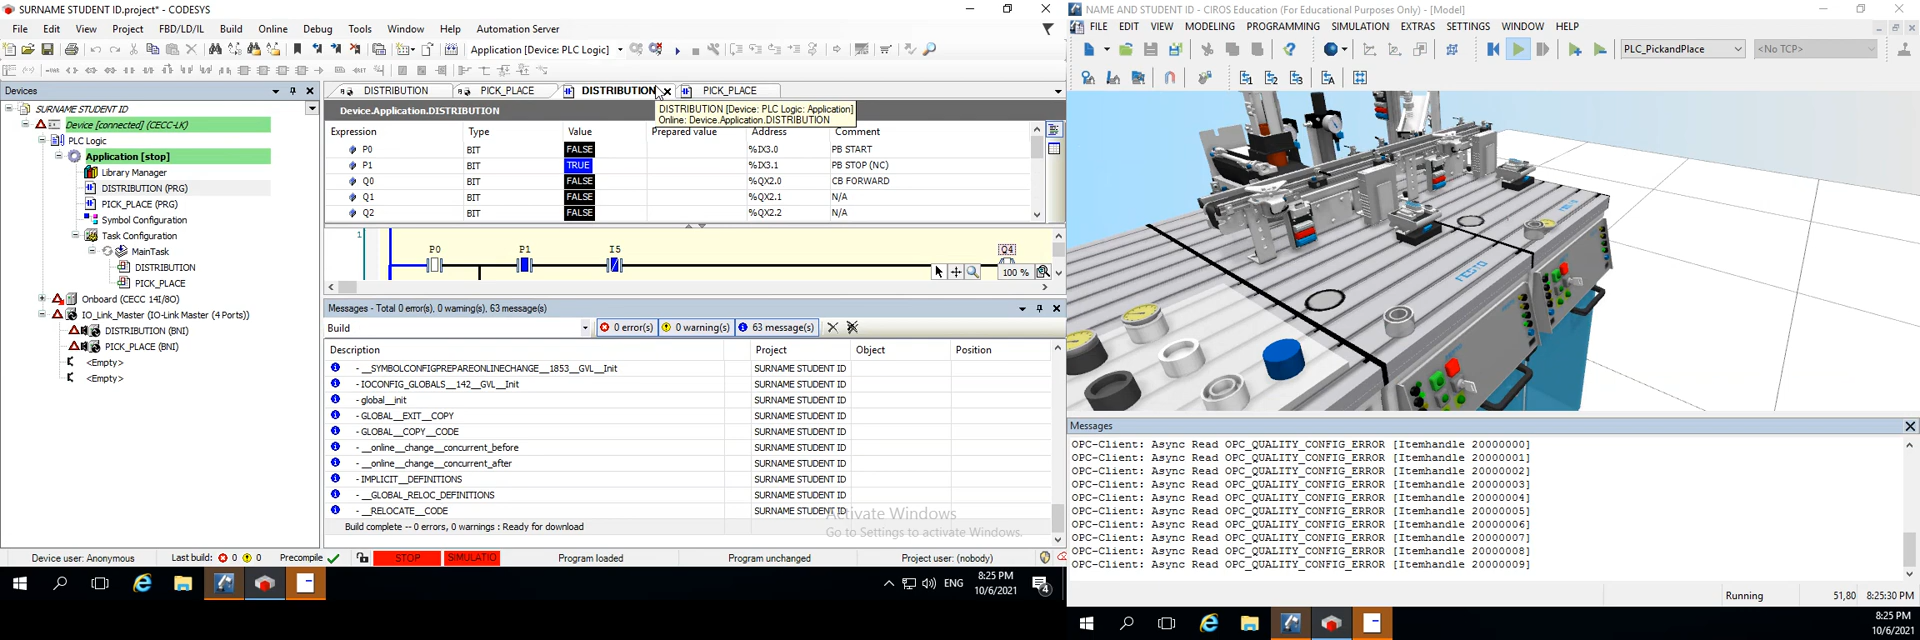 SURNAME STUDENT ID.project* - CODESYS
File Edit View Project FBD/LD/IL Build Online Debug Tools Window Help Automation Server
Application [Device: PLC Logic]
Devices
SURNAME STUDENT ID
Device [connected] (CECC-LK)
PLC Logic
Application [stop]
Library Manager
DISTRIBUTION (PRG)
PICK_PLACE (PRG)
Symbol Configuration
Task Configuration
MainTask
DISTRIBUTION
PICK_PLACE
Onboard (CECC 14I/8O)
IO_Link_Master (IO-Link Master (4 Ports))
DISTRIBUTION (BNI)
PICK_PLACE (BNI)
<Empty>
<Empty>
DISTRIBUTION PICK_PLACE DISTRIBUTION PICK_PLACE
DISTRIBUTION [Device: PLC Logic: Application]
Online: Device.Application.DISTRIBUTION
Device.Application.DISTRIBUTION
Expression Type Value Prepared value Address Comment
P0 BIT FALSE %IX3.0 PB START
P1 BIT TRUE %IX3.1 PB STOP (NC)
Q0 BIT FALSE %QX2.0 CB FORWARD
Q1 BIT FALSE %QX2.1 N/A
Q2 BIT FALSE %QX2.2 N/A
1
P0 P1 I5 Q4
100 %
Messages - Total 0 error(s), 0 warning(s), 63 message(s)
Build 0 error(s) 0 warning(s) 63 message(s)
Description Project Object Position
- __SYMBOLCONFIGPREPAREONLINECHANGE__1853__GVL__Init SURNAME STUDENT ID
- IOCONFIG_GLOBALS__142__GVL__Init SURNAME STUDENT ID
- global__init SURNAME STUDENT ID
- GLOBAL__EXIT__COPY SURNAME STUDENT ID
- GLOBAL__COPY__CODE SURNAME STUDENT ID
- __online__change__concurrent_before SURNAME STUDENT ID
- __online__change__concurrent_after SURNAME STUDENT ID
- IMPLICIT__DEFINITIONS SURNAME STUDENT ID
- __GLOBAL_RELOC_DEFINITIONS SURNAME STUDENT ID
- __RELOCATE__CODE SURNAME STUDENT ID
Build complete -- 0 errors, 0 warnings : Ready for download
Activate Windows
Go to Settings to activate Windows.
Device user: Anonymous Last build: 0 0 Precompile STOP SIMULATIO Program loaded Program unchanged Project user: (nobody)
ENG
8:25 PM
10/6/2021
4
NAME AND STUDENT ID - CIROS Education (For Educational Purposes Only) - [Model]
FILE EDIT VIEW MODELING PROGRAMMING SIMULATION EXTRAS SETTINGS WINDOW HELP
PLC_PickandPlace <No TCP>
FESTO
Messages
OPC-Client: Async Read OPC_QUALITY_CONFIG_ERROR [Itemhandle 20000000]
OPC-Client: Async Read OPC_QUALITY_CONFIG_ERROR [Itemhandle 20000001]
OPC-Client: Async Read OPC_QUALITY_CONFIG_ERROR [Itemhandle 20000002]
OPC-Client: Async Read OPC_QUALITY_CONFIG_ERROR [Itemhandle 20000003]
OPC-Client: Async Read OPC_QUALITY_CONFIG_ERROR [Itemhandle 20000004]
OPC-Client: Async Read OPC_QUALITY_CONFIG_ERROR [Itemhandle 20000005]
OPC-Client: Async Read OPC_QUALITY_CONFIG_ERROR [Itemhandle 20000006]
OPC-Client: Async Read OPC_QUALITY_CONFIG_ERROR [Itemhandle 20000007]
OPC-Client: Async Read OPC_QUALITY_CONFIG_ERROR [Itemhandle 20000008]
OPC-Client: Async Read OPC_QUALITY_CONFIG_ERROR [Itemhandle 20000009]
Running 51,80 8:25:30 PM
8:25 PM
10/6/2021